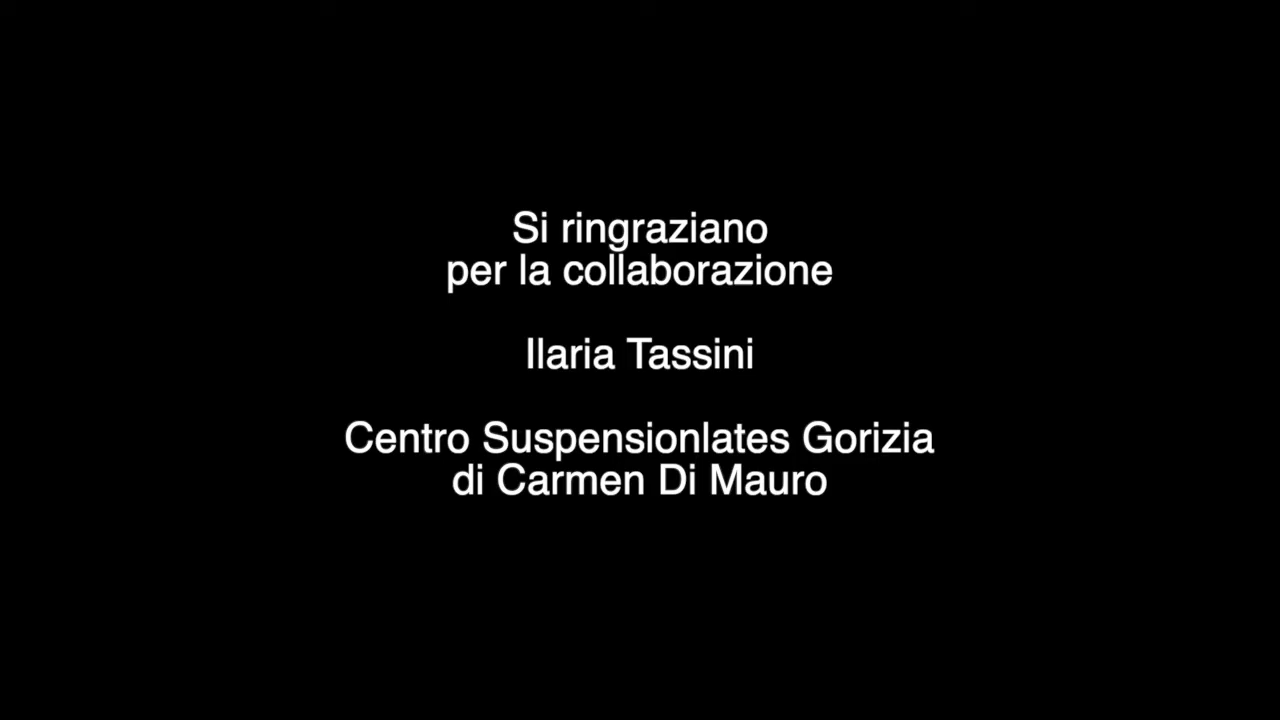 Si ringraziano
per la collaborazione
Ilaria Tassini
Centro Suspensionlates Gorizia
di Carmen Di Mauro